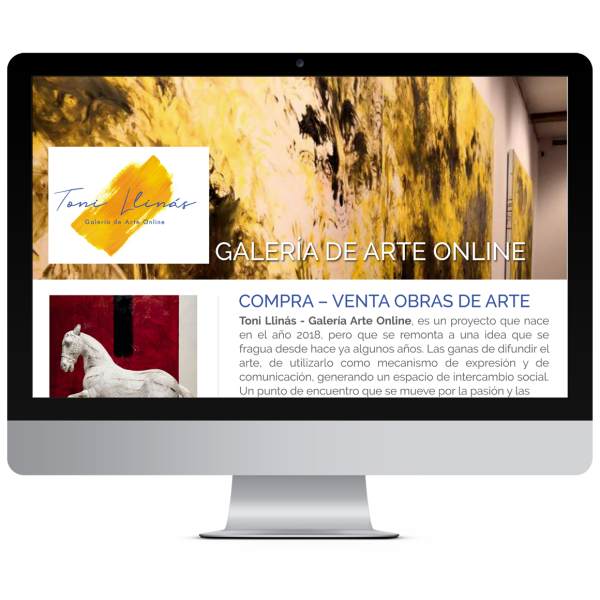 Toni Llinás
Galería de Arte Online
GALERÍA DE ARTE ONLINE
COMPRA – VENTA OBRAS DE ARTE
Toni Llinás - Galería Arte Online, es un proyecto que nace
en el año 2018, pero que se remonta a una idea que se
fragua desde hace ya algunos años. Las ganas de difundir el
arte, de utilizarlo como mecanismo de expresión y de
comunicación, generando un espacio de intercambio social.
Un punto de encuentro que se mueve por la pasión y las